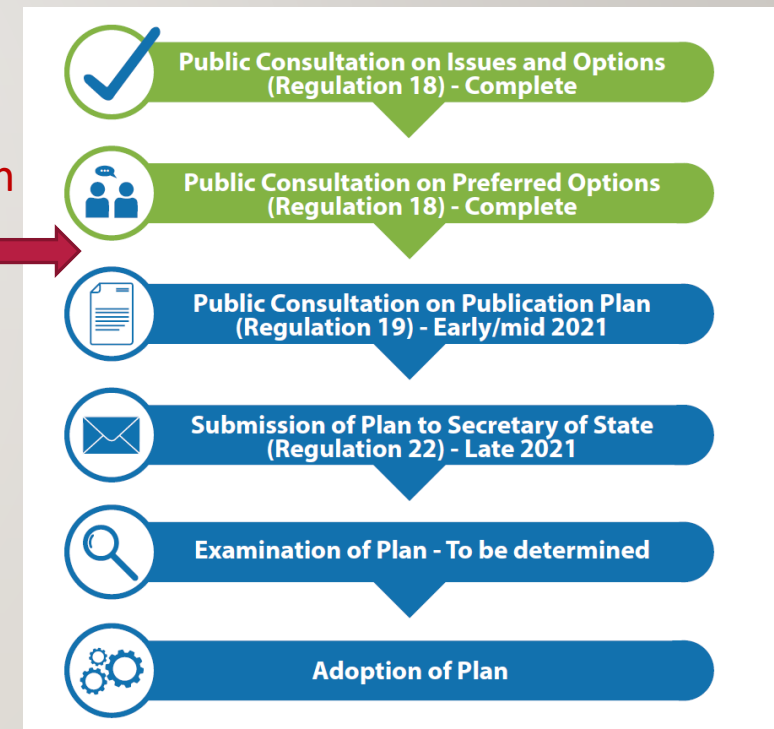 Public Consultation on Issues and Options
(Regulation 18) - Complete
Public Consultation on Preferred Options
(Regulation 18) - Complete
Public Consultation on Publication Plan
(Regulation 19) - Early/mid 2021
Submission of Plan to Secretary of State
(Regulation 22) - Late 2021
Examination of Plan - To be determined
Adoption of Plan